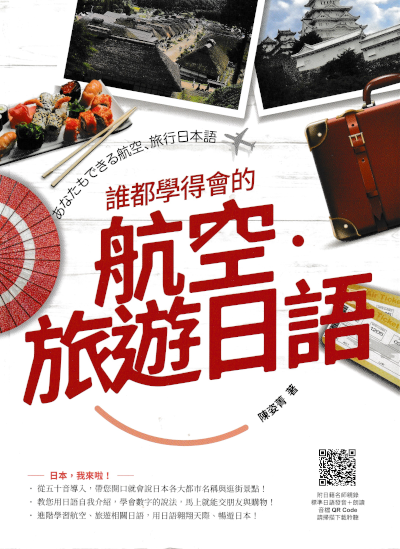 あなたもできる航空、旅行日本語
誰都學得會的
航空・
旅遊日語
陳姿菁 著
日本，我來啦！
・ 從五十音導入，帶您開口就會說日本各大都市名稱與逛街景點！
・ 教您用日語自我介紹，學會數字的說法，馬上就能交朋友與購物！
・ 進階學習航空、旅遊相關日語，用日語翱翔天際、暢遊日本！
附日籍名師親錄
標準日語發音＋朗讀
音檔 QR Code
請掃描下載聆聽